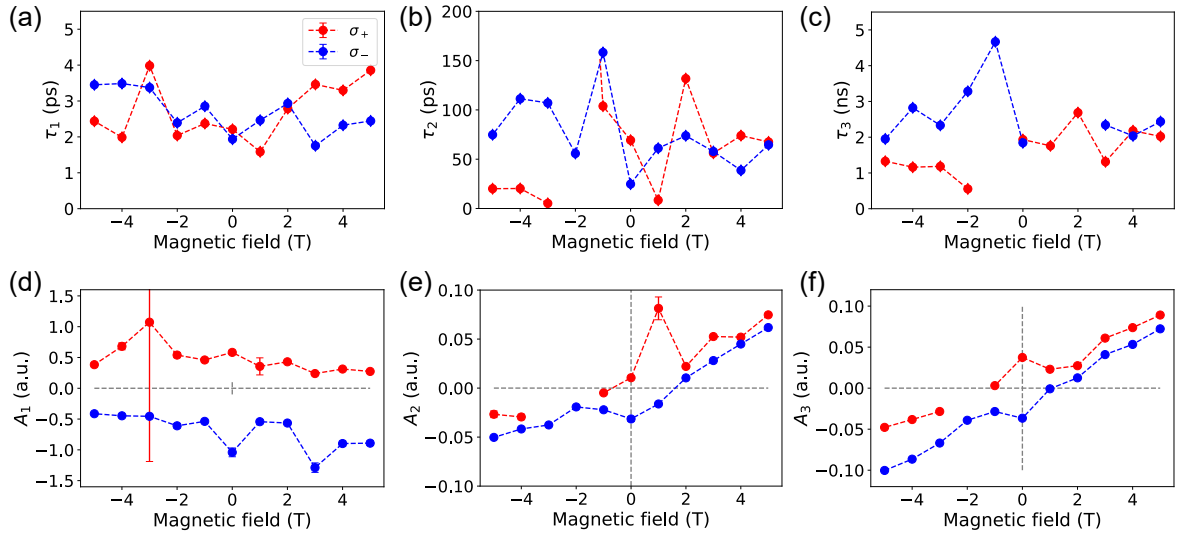 (a)
τ1 (ps)
5
4
3
2
1
0
−4 −2 0 2 4
Magnetic field (T)
σ+
σ−
(b)
τ2 (ps)
200
150
100
50
0
−4 −2 0 2 4
Magnetic field (T)
(c)
τ3 (ns)
5
4
3
2
1
0
−4 −2 0 2 4
Magnetic field (T)
(d)
A1 (a.u.)
1.5
1.0
0.5
0.0
−0.5
−1.0
−1.5
−4 −2 0 2 4
Magnetic field (T)
(e)
A2 (a.u.)
0.10
0.05
0.00
−0.05
−0.10
−4 −2 0 2 4
Magnetic field (T)
(f)
A3 (a.u.)
0.10
0.05
0.00
−0.05
−0.10
−4 −2 0 2 4
Magnetic field (T)